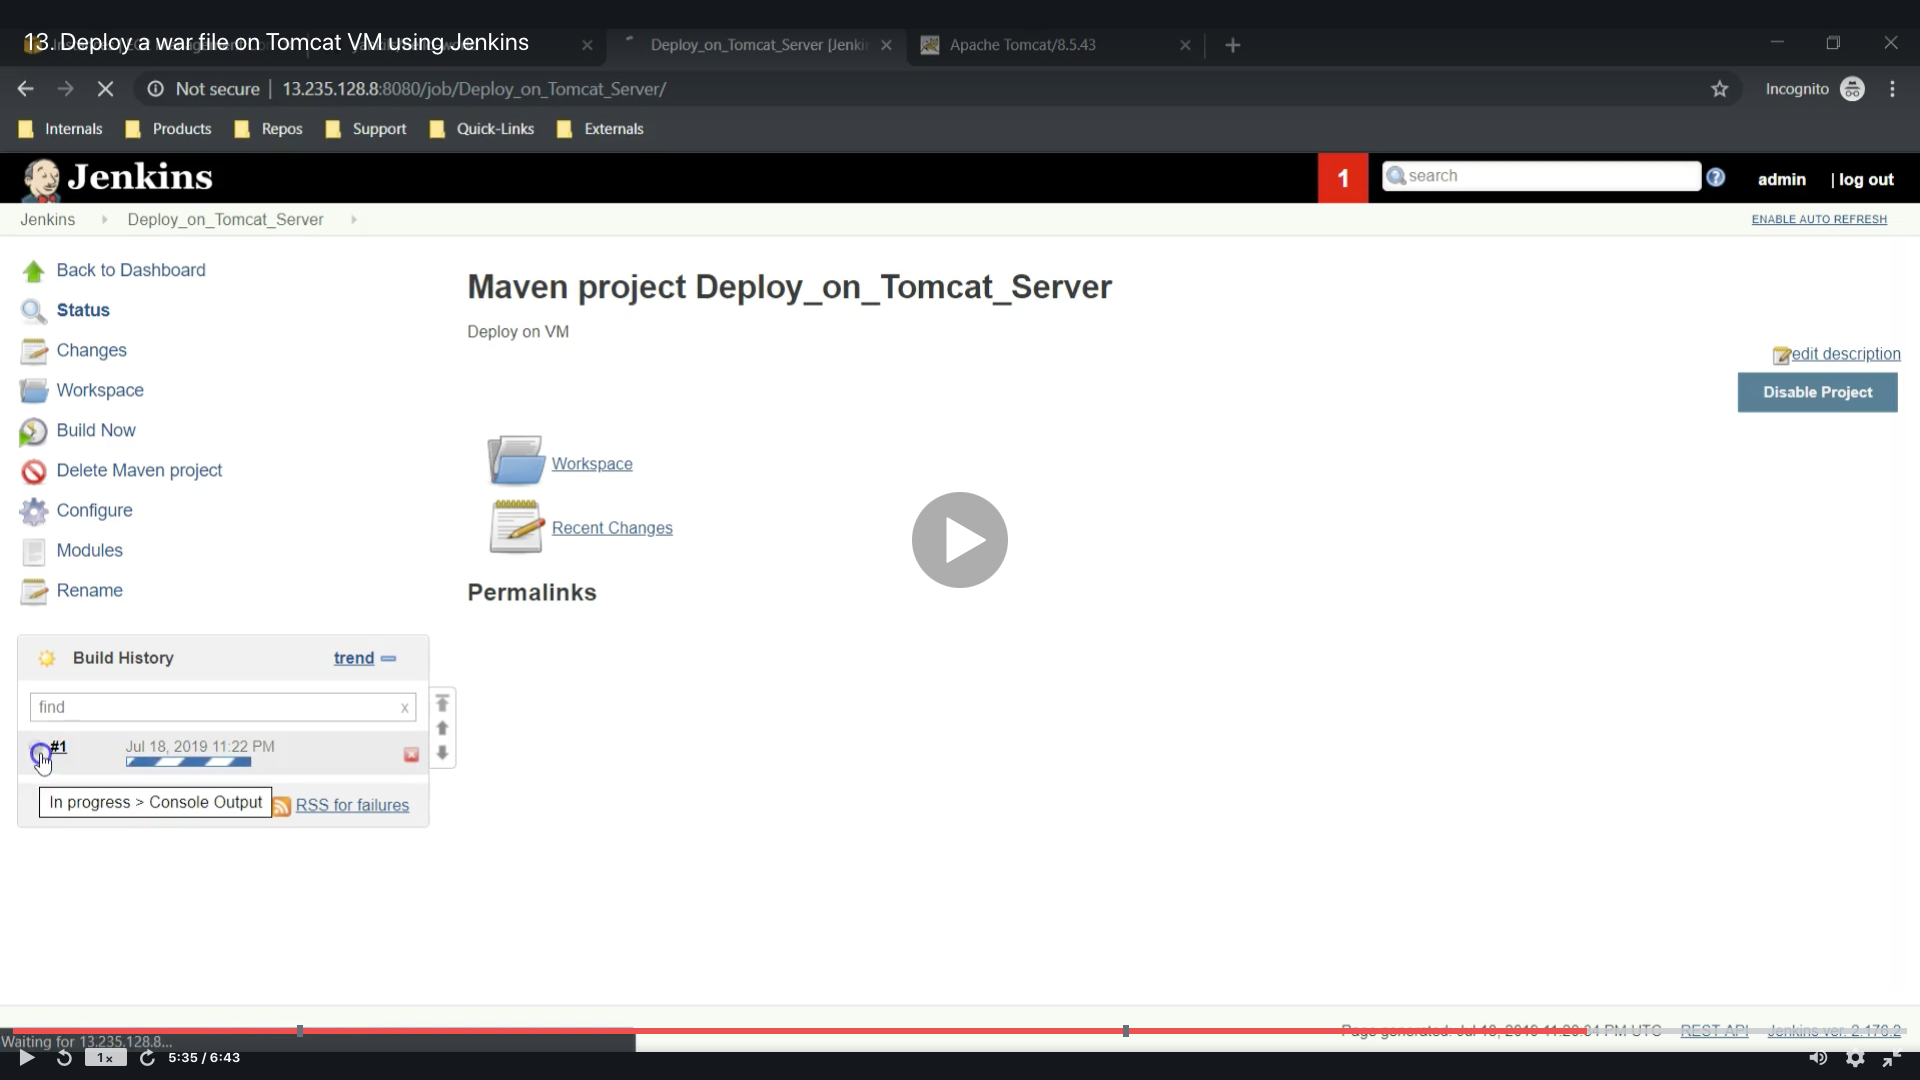 13. Deploy a war file on Tomcat VM using Jenkins
Deploy_on_Tomcat_Server [Jenki
Apache Tomcat/8.5.43
Not secure | 13.235.128.8:8080/job/Deploy_on_Tomcat_Server/
Incognito
Internals
Products
Repos
Support
Quick-Links
Externals
Jenkins
1
search
admin
| log out
Jenkins
Deploy_on_Tomcat_Server
ENABLE AUTO REFRESH
Back to Dashboard
Status
Changes
Workspace
Build Now
Delete Maven project
Configure
Modules
Rename
Maven project Deploy_on_Tomcat_Server
Deploy on VM
edit description
Disable Project
Workspace
Recent Changes
Permalinks
Build History
trend
find
x
#1
Jul 18, 2019 11:22 PM
In progress > Console Output
RSS for failures
Waiting for 13.235.128.8...
Page generated: Jul 18, 2019 11:20:34 PM UTC
REST API
Jenkins ver. 2.176.2
1x
5:35 / 6:43